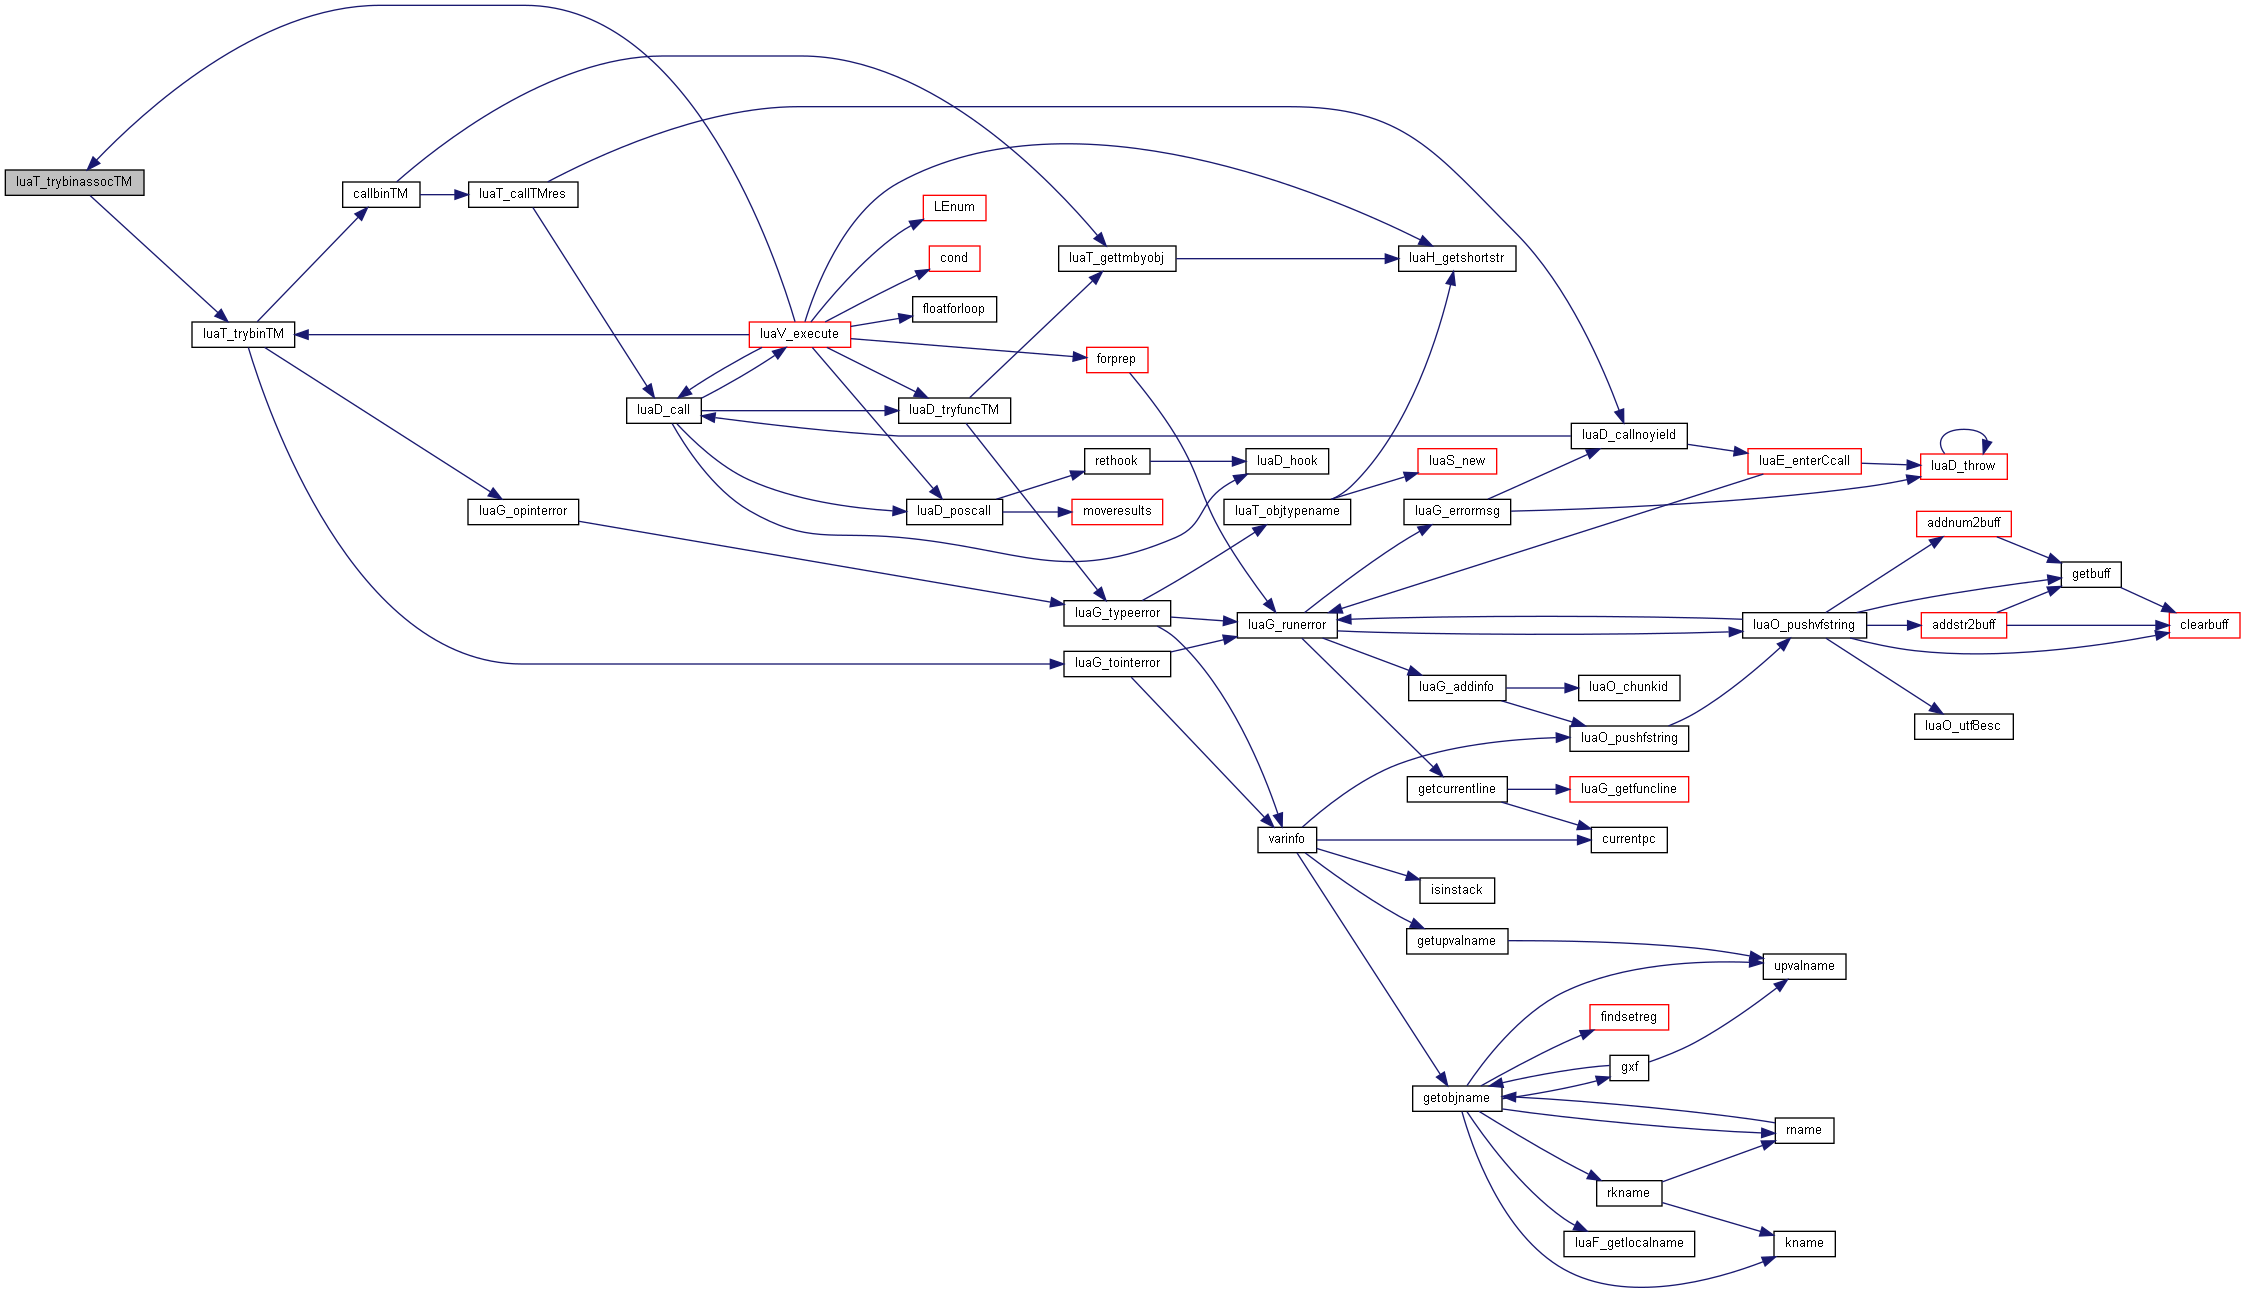 luaT_trybinassocTM
luaT_trybinTM
callbinTM
luaT_callTMres
luaG_opinterror
luaD_call
luaV_execute
LEnum
cond
floatforloop
luaD_tryfuncTM
luaD_poscall
luaT_gettmbyobj
forprep
rethook
moveresults
luaG_typeerror
luaG_tointerror
luaD_hook
luaT_objtypename
luaG_runerror
varinfo
luaH_getshortstr
luaS_new
luaG_errormsg
luaG_addinfo
getcurrentline
isinstack
getupvalname
getobjname
luaD_callnoyield
luaO_chunkid
luaO_pushfstring
luaG_getfuncline
currentpc
findsetreg
gxf
rkname
luaF_getlocalname
luaE_enterCcall
luaO_pushvfstring
upvalname
rname
kname
luaD_throw
addnum2buff
addstr2buff
luaO_utf8esc
getbuff
clearbuff